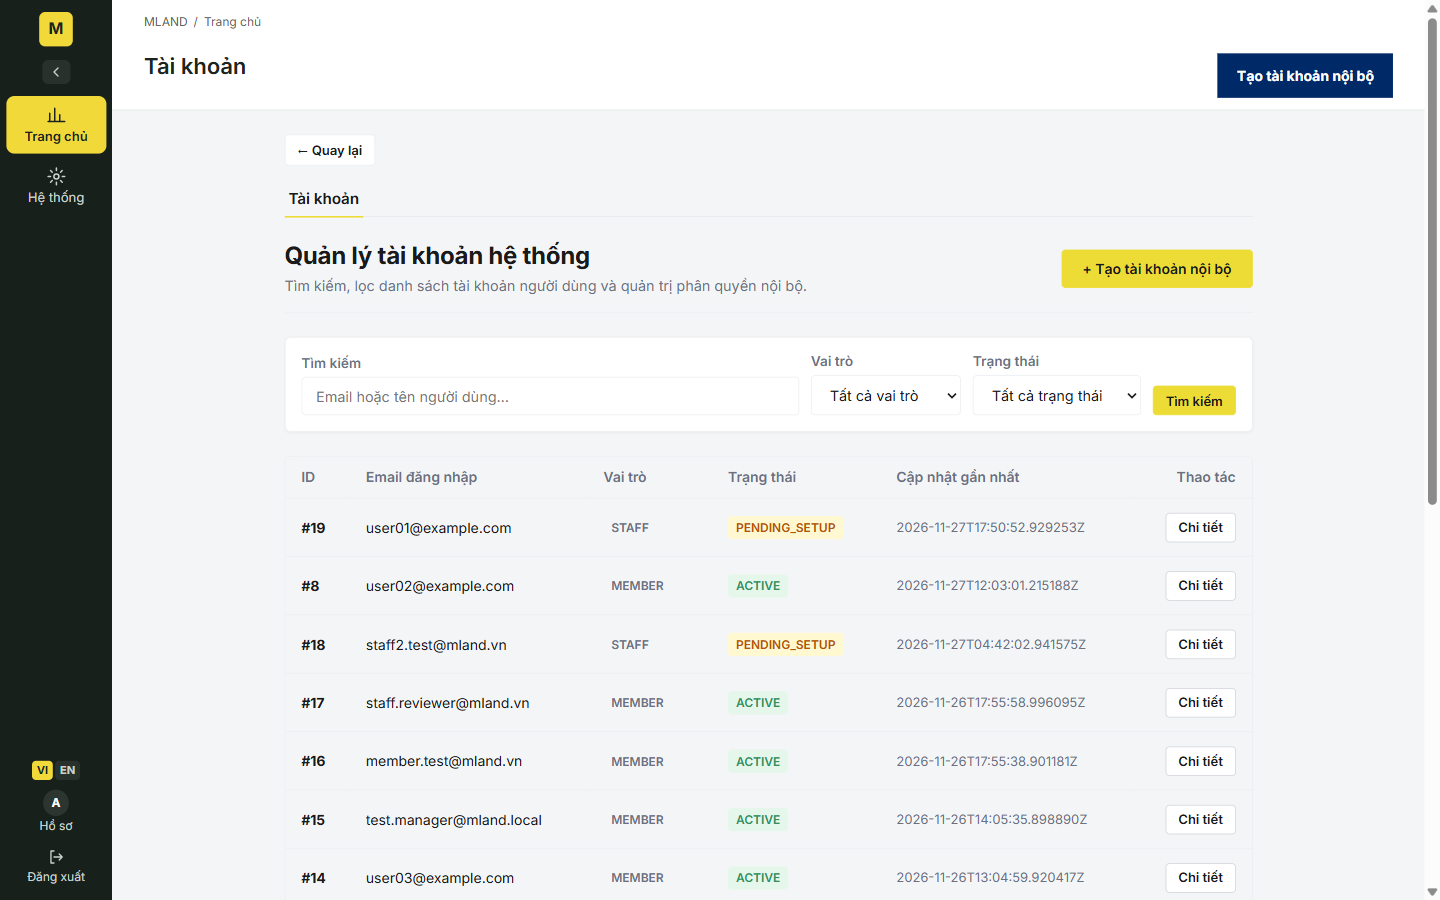 M
Trang chủ
Hệ thống
VI EN
A
Hồ sơ
Đăng xuất
MLAND / Trang chủ
Tài khoản
Tạo tài khoản nội bộ
← Quay lại
Tài khoản
Quản lý tài khoản hệ thống
Tìm kiếm, lọc danh sách tài khoản người dùng và quản trị phân quyền nội bộ.
+ Tạo tài khoản nội bộ
Tìm kiếm Vai trò Trạng thái
Email hoặc tên người dùng... Tất cả vai trò Tất cả trạng thái Tìm kiếm
ID Email đăng nhập Vai trò Trạng thái Cập nhật gần nhất Thao tác
#19 user01@example.com STAFF PENDING_SETUP 2026-11-27T17:50:52.929253Z Chi tiết
#8 user02@example.com MEMBER ACTIVE 2026-11-27T12:03:01.215188Z Chi tiết
#18 staff2.test@mland.vn STAFF PENDING_SETUP 2026-11-27T04:42:02.941575Z Chi tiết
#17 staff.reviewer@mland.vn MEMBER ACTIVE 2026-11-26T17:55:58.996095Z Chi tiết
#16 member.test@mland.vn MEMBER ACTIVE 2026-11-26T17:55:38.901181Z Chi tiết
#15 test.manager@mland.local MEMBER ACTIVE 2026-11-26T14:05:35.898890Z Chi tiết
#14 user03@example.com MEMBER ACTIVE 2026-11-26T13:04:59.920417Z Chi tiết